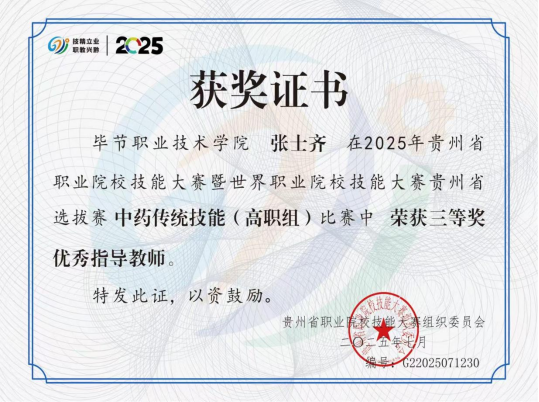 技精立业
职教兴黔
2025
获奖证书
毕节职业技术学院 张士齐 在2025年贵州省
职业院校技能大赛暨世界职业院校技能大赛贵州省
选拔赛 中药传统技能（高职组）比赛中 荣获三等奖
优秀指导教师。
特发此证，以资鼓励。
贵州省职业院校技能大赛组织委员会
二〇二五年七月
编号：G22025071230